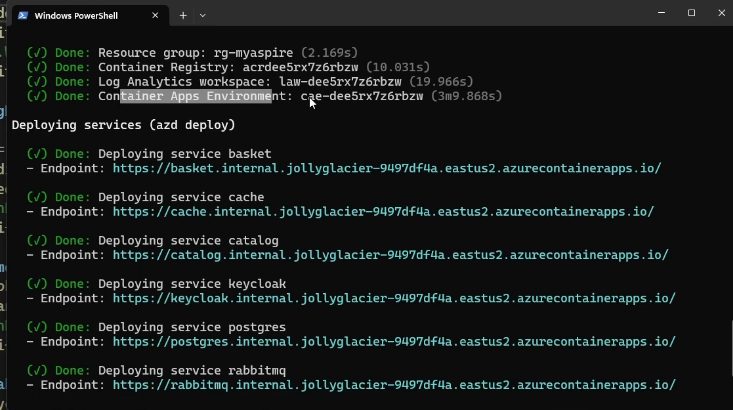 Windows PowerShell
(✓) Done: Resource group: rg-myaspire (2.169s)
(✓) Done: Container Registry: acrdee5rx7z6rbzw (10.031s)
(✓) Done: Log Analytics workspace: law-dee5rx7z6rbzw (19.966s)
(✓) Done: Container Apps Environment: cae-dee5rx7z6rbzw (3m9.868s)
Deploying services (azd deploy)
(✓) Done: Deploying service basket
- Endpoint: https://basket.internal.jollyglacier-9497df4a.eastus2.azurecontainerapps.io/
(✓) Done: Deploying service cache
- Endpoint: https://cache.internal.jollyglacier-9497df4a.eastus2.azurecontainerapps.io/
(✓) Done: Deploying service catalog
- Endpoint: https://catalog.internal.jollyglacier-9497df4a.eastus2.azurecontainerapps.io/
(✓) Done: Deploying service keycloak
- Endpoint: https://keycloak.internal.jollyglacier-9497df4a.eastus2.azurecontainerapps.io/
(✓) Done: Deploying service postgres
- Endpoint: https://postgres.internal.jollyglacier-9497df4a.eastus2.azurecontainerapps.io/
(✓) Done: Deploying service rabbitmq
- Endpoint: https://rabbitmq.internal.jollyglacier-9497df4a.eastus2.azurecontainerapps.io/